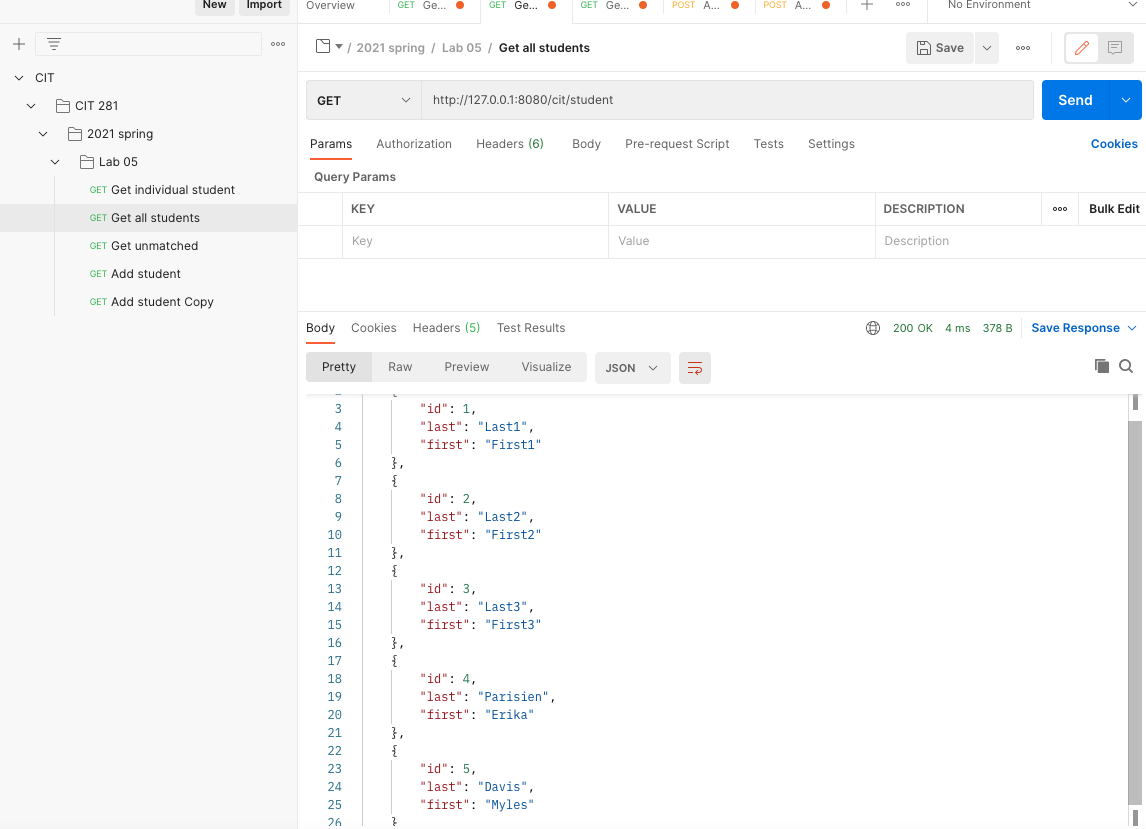 New Import
Overview GET Ge... GET Ge... GET Ge... POST A... POST A... + ooo No Environment
+ ooo
CIT
CIT 281
2021 spring
Lab 05
GET Get individual student
GET Get all students
GET Get unmatched
GET Add student
GET Add student Copy
/ 2021 spring / Lab 05 / Get all students Save ooo
GET http://127.0.0.1:8080/cit/student Send
Params Authorization Headers (6) Body Pre-request Script Tests Settings Cookies
Query Params
KEY VALUE DESCRIPTION ooo Bulk Edit
Key Value Description
Body Cookies Headers (5) Test Results 200 OK 4 ms 378 B Save Response
Pretty Raw Preview Visualize JSON
2 {
3 "id": 1,
4 "last": "Last1",
5 "first": "First1"
6 },
7 {
8 "id": 2,
9 "last": "Last2",
10 "first": "First2"
11 },
12 {
13 "id": 3,
14 "last": "Last3",
15 "first": "First3"
16 },
17 {
18 "id": 4,
19 "last": "Parisien",
20 "first": "Erika"
21 },
22 {
23 "id": 5,
24 "last": "Davis",
25 "first": "Myles"
26 }